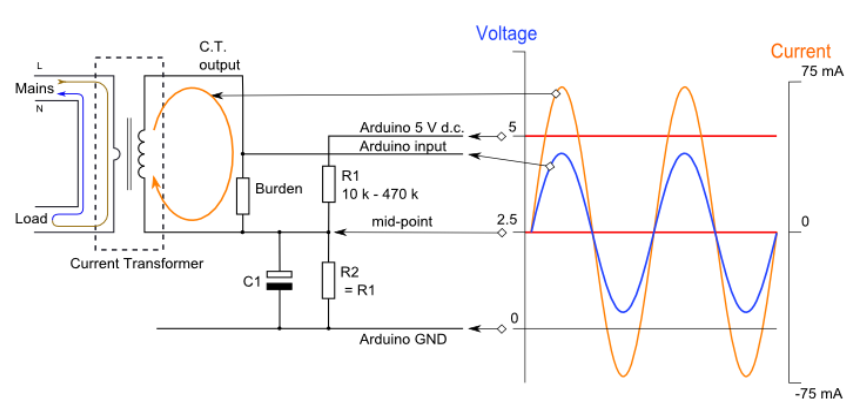 Voltage
C.T.
output
Current
75 mA
L
Mains
N
Arduino 5 V d.c.
5
Arduino input
R1
10 k - 470 k
Burden
mid-point
2.5
0
Load
Current Transformer
C1
R2
= R1
0
Arduino GND
-75 mA